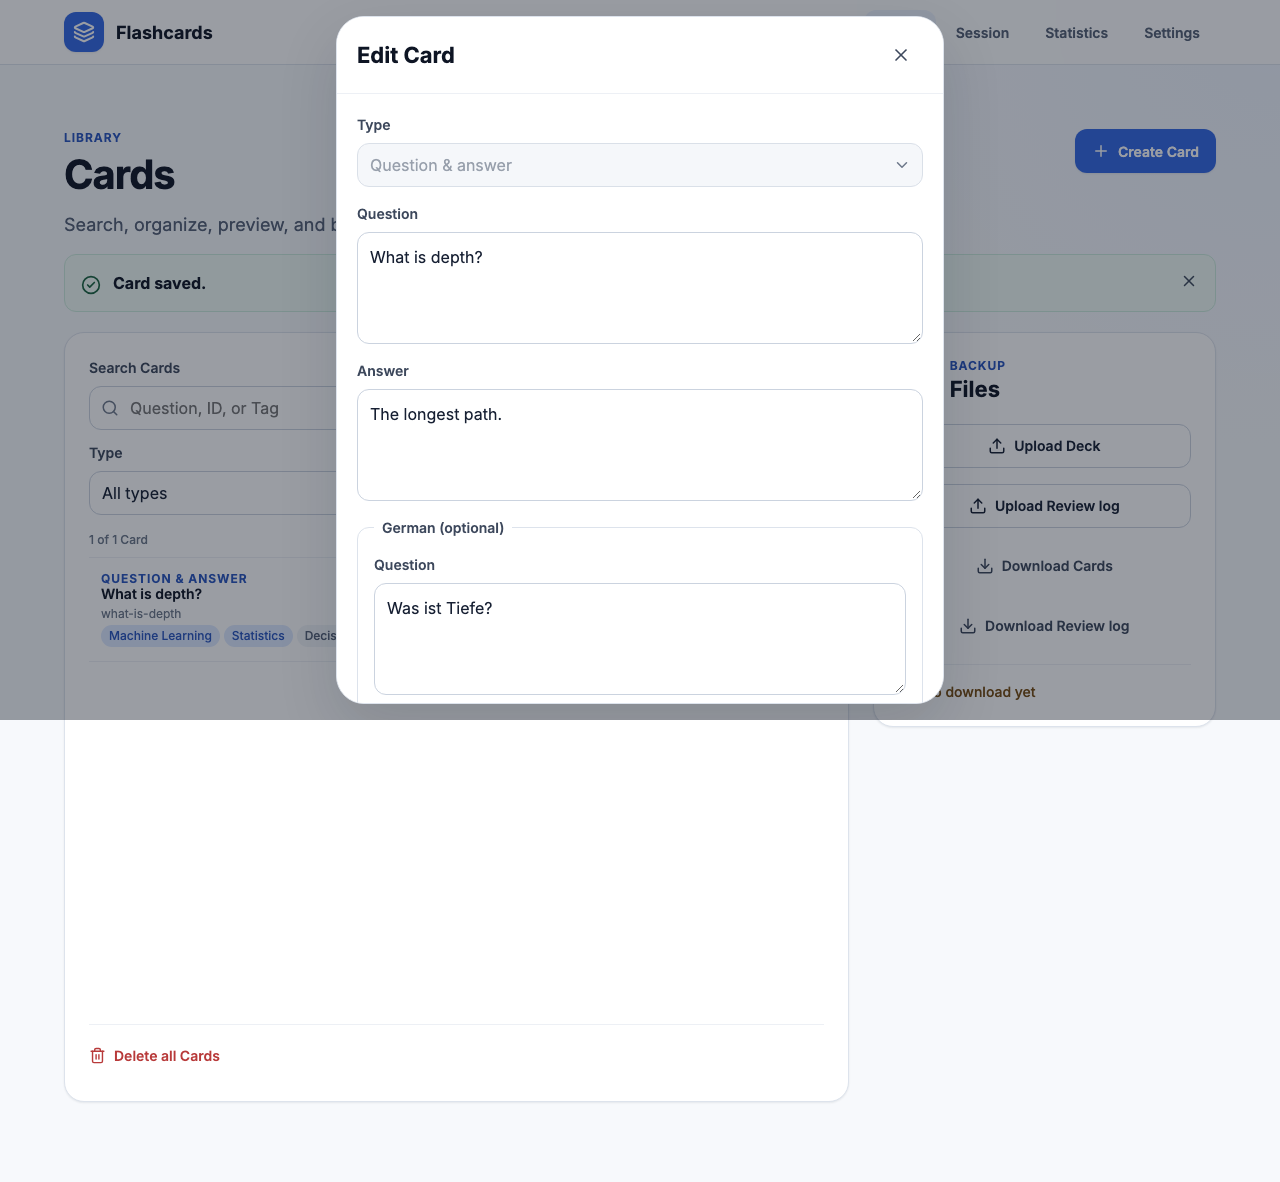 Flashcards
Session
Statistics
Settings
Edit Card
LIBRARY
Cards
Search, organize, preview, and
Create Card
Card saved.
Type
Question & answer
Question
What is depth?
Answer
The longest path.
German (optional)
Question
Was ist Tiefe?
Search Cards
Question, ID, or Tag
Type
All types
1 of 1 Card
QUESTION & ANSWER
What is depth?
what-is-depth
Machine Learning
Statistics
Decis
BACKUP
Files
Upload Deck
Upload Review log
Download Cards
Download Review log
download yet
Delete all Cards